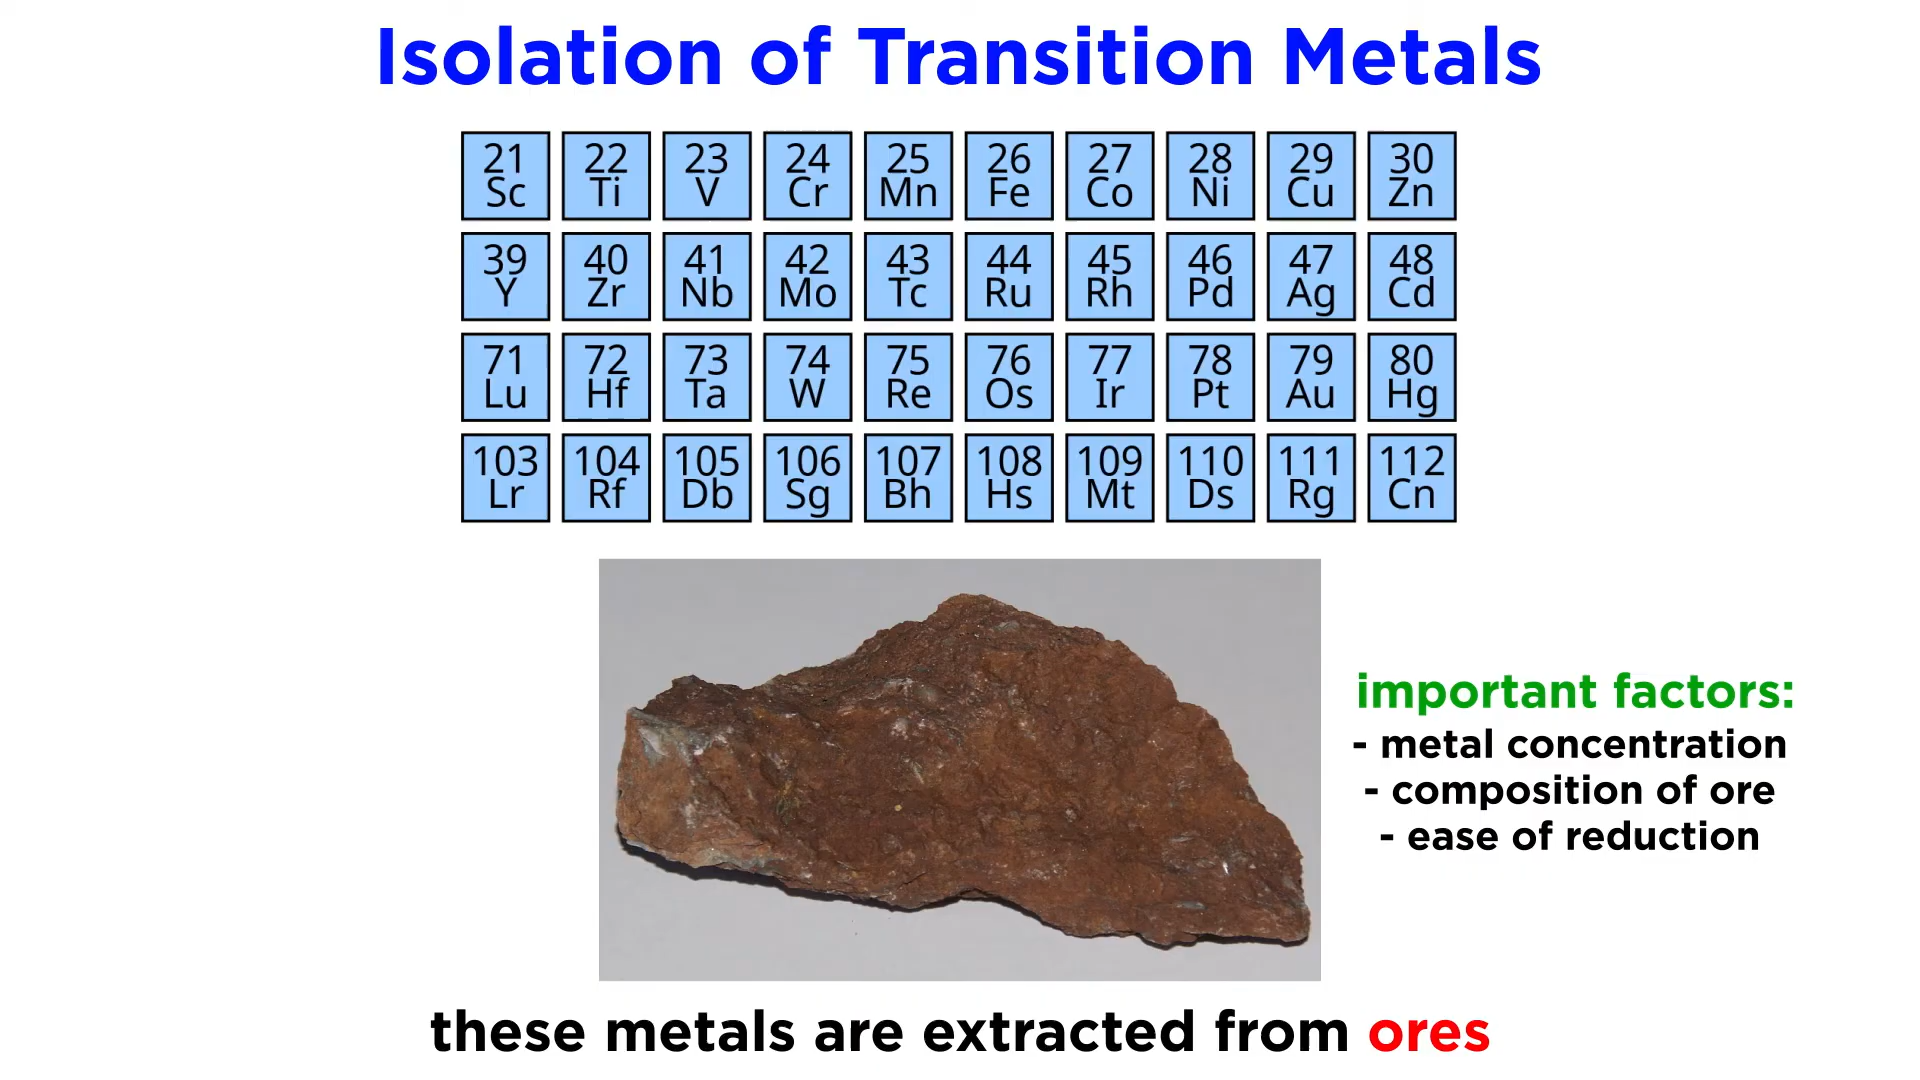 Isolation of Transition Metals
21 22 23 24 25 26 27 28 29 30
Sc Ti V Cr Mn Fe Co Ni Cu Zn
39 40 41 42 43 44 45 46 47 48
Y Zr Nb Mo Tc Ru Rh Pd Ag Cd
71 72 73 74 75 76 77 78 79 80
Lu Hf Ta W Re Os Ir Pt Au Hg
103 104 105 106 107 108 109 110 111 112
Lr Rf Db Sg Bh Hs Mt Ds Rg Cn
important factors:
- metal concentration
- composition of ore
- ease of reduction
these metals are extracted from ores